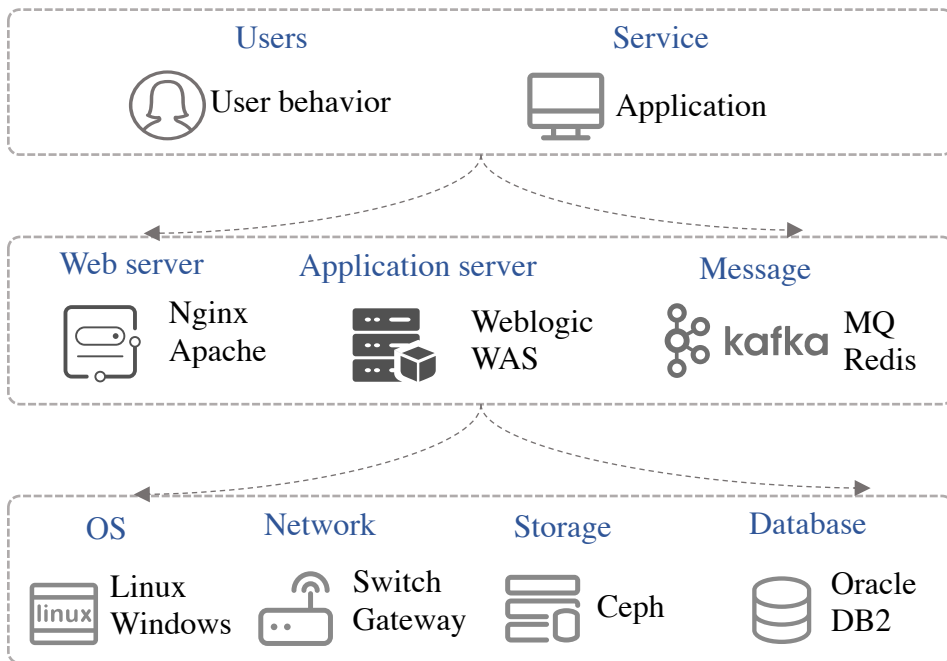 Users
Service
User behavior
Application
Web server
Application server
Message
Nginx
Apache
Weblogic
WAS
kafka
MQ
Redis
OS
Network
Storage
Database
linux
Linux
Windows
Switch
Gateway
Ceph
Oracle
DB2